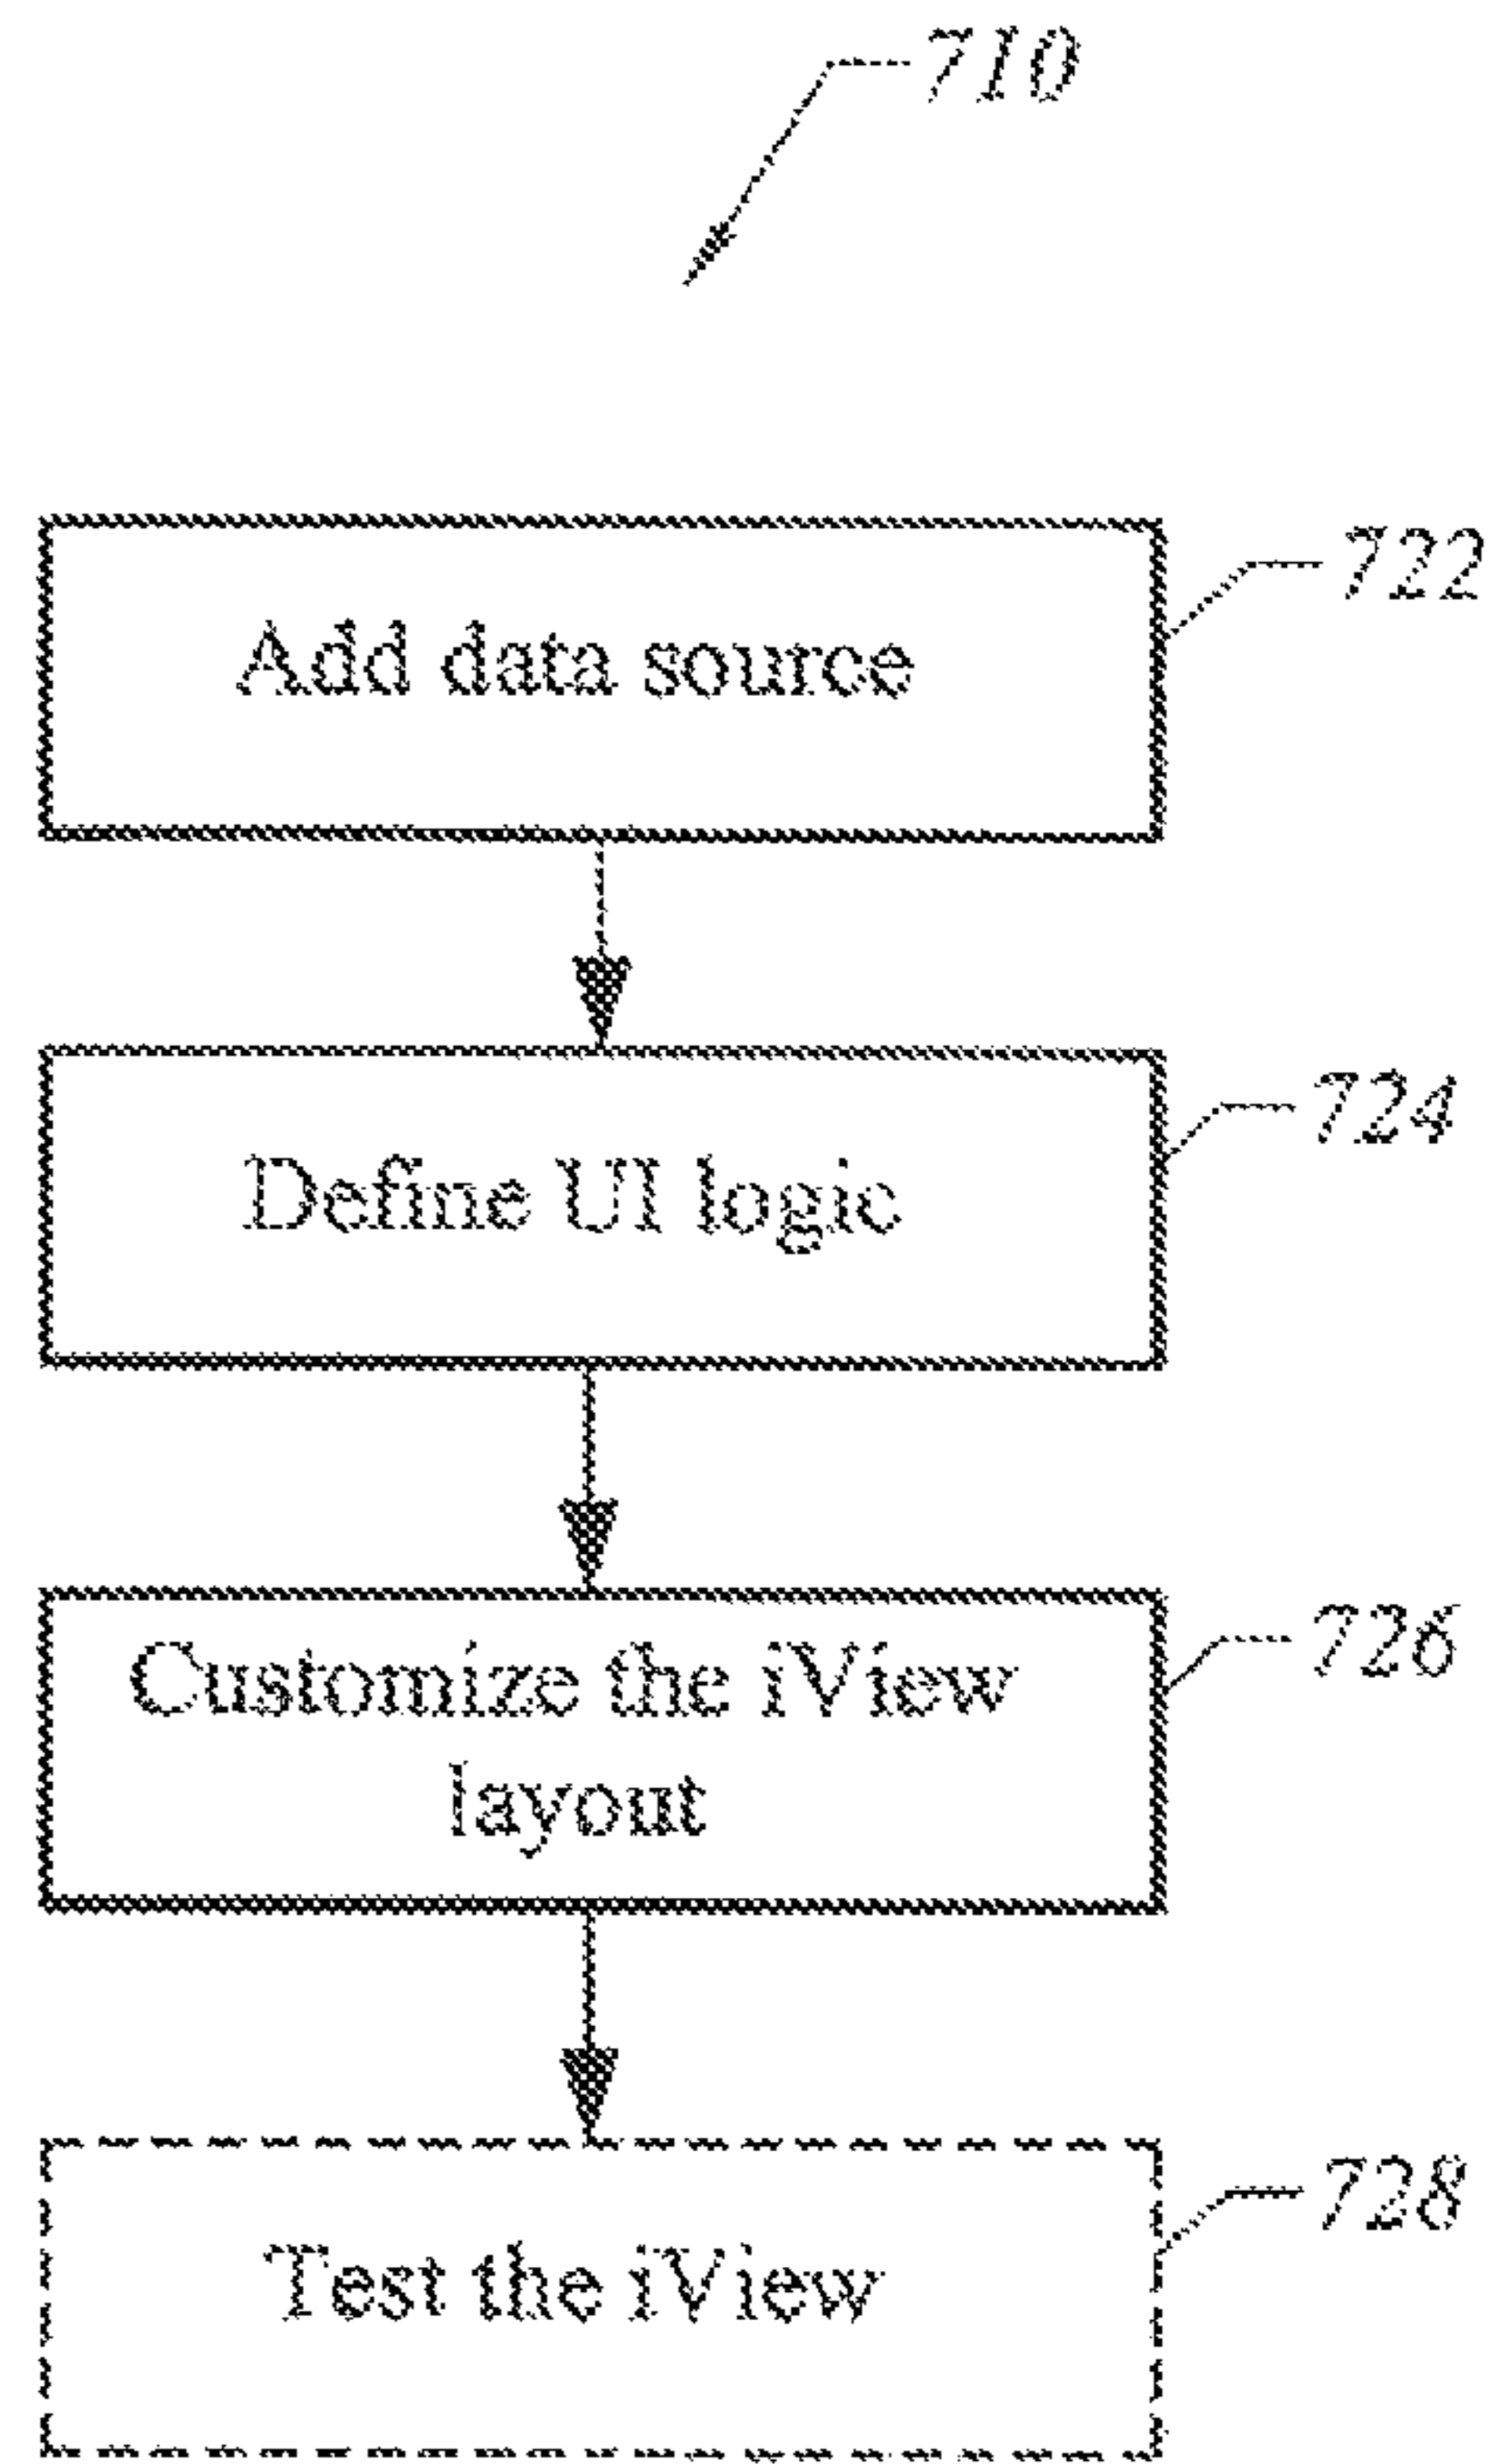 710
722
Add data source
724
Define UI logic
726
Customize the iView
layout
728
Test the iView